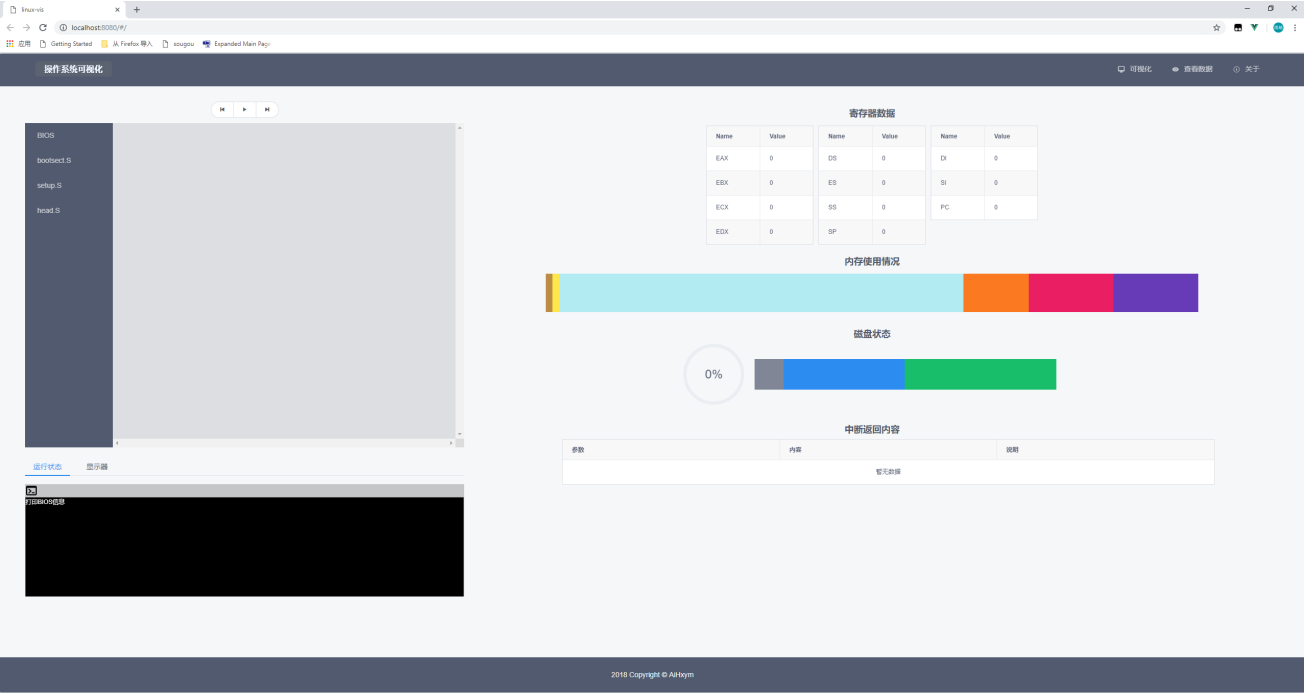 linux-vis
localhost:8080/#/
应用 Getting Started 从 Firefox 导入 sougou Expanded Main Page
操作系统可视化 可视化 查看数据 关于
BIOS
bootsect.S
setup.S
head.S
运行状态 显示器
打印BIOS信息
寄存器数据
Name Value Name Value Name Value
EAX 0 DS 0 DI 0
EBX 0 ES 0 SI 0
ECX 0 SS 0 PC 0
EDX 0 SP 0
内存使用情况
磁盘状态
0%
中断返回内容
参数 内容 说明
暂无数据
2018 Copyright © AiHxym